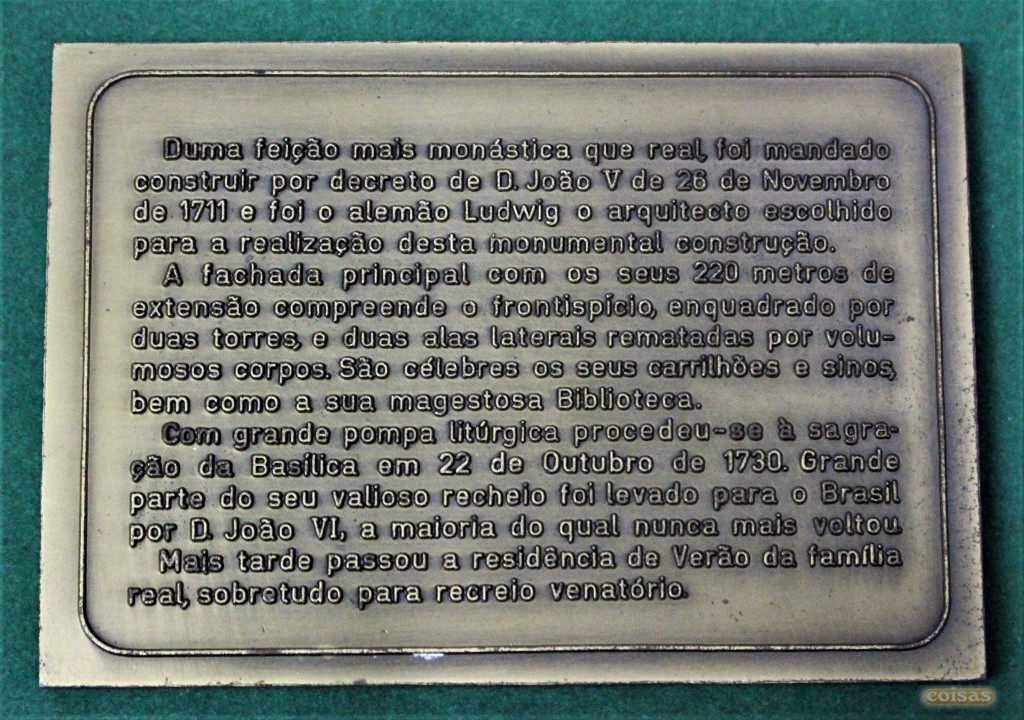 Duma feição mais monástica que real, foi mandado
construir por decreto de D. João V de 26 de Novembro
de 1711 e foi o alemão Ludwig o arquitecto escolhido
para a realização desta monumental construção.
A fachada principal com os seus 220 metros de
extensão compreende o frontispício, enquadrado por
duas torres, e duas alas laterais rematadas por volu-
mosos corpos. São célebres os seus carrilhões e sinos,
bem como a sua magestosa Biblioteca.
Com grande pompa litúrgica procedeu-se à sagra-
ção da Basílica em 22 de Outubro de 1730. Grande
parte do seu valioso recheio foi levado para o Brasil
por D. João VI, a maioria do qual nunca mais voltou.
Mais tarde passou a residência de Verão da família
real, sobretudo para recreio venatório.
coisas